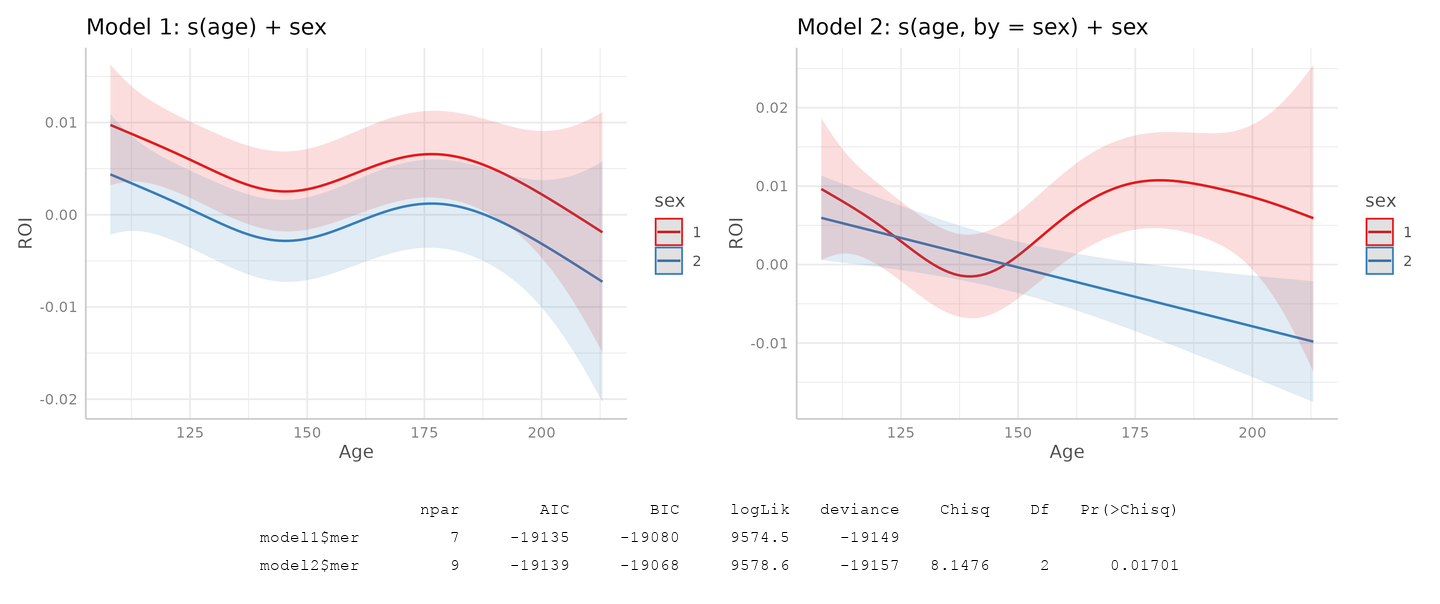 Model 1: s(age) + sex
0.01
0.00
-0.01
-0.02
ROI
125 150 175 200
Age
sex
1
2
Model 2: s(age, by = sex) + sex
0.02
0.01
0.00
-0.01
ROI
125 150 175 200
Age
sex
1
2
npar AIC BIC logLik deviance Chisq Df Pr(>Chisq)
model1$mer 7 -19135 -19080 9574.5 -19149
model2$mer 9 -19139 -19068 9578.6 -19157 8.1476 2 0.01701